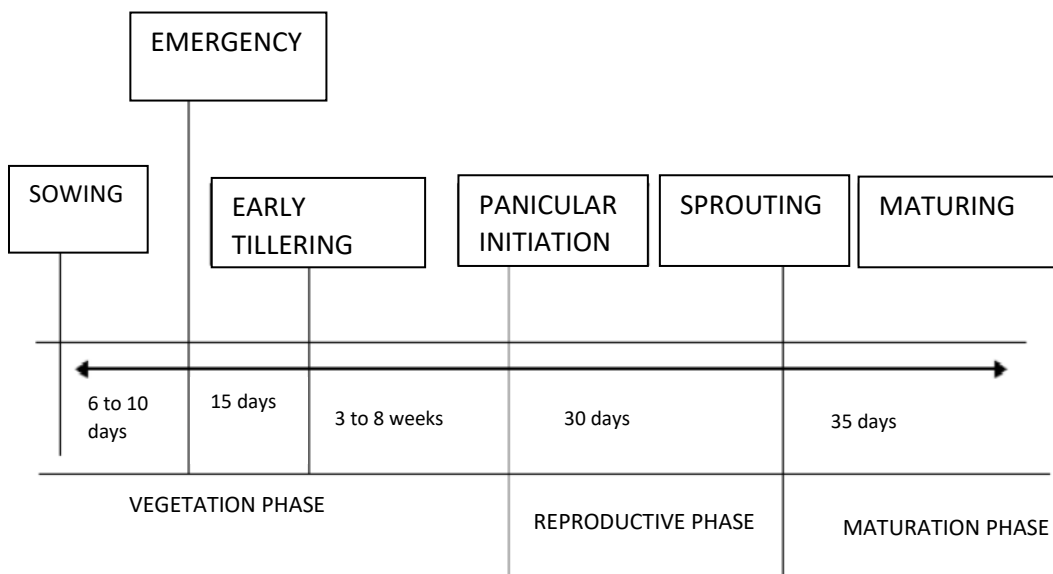 EMERGENCY
SOWING
EARLY
TILLERING
PANICULAR
INITIATION
SPROUTING
MATURING
6 to 10
days
15 days
3 to 8 weeks
30 days
35 days
VEGETATION PHASE
REPRODUCTIVE PHASE
MATURATION PHASE